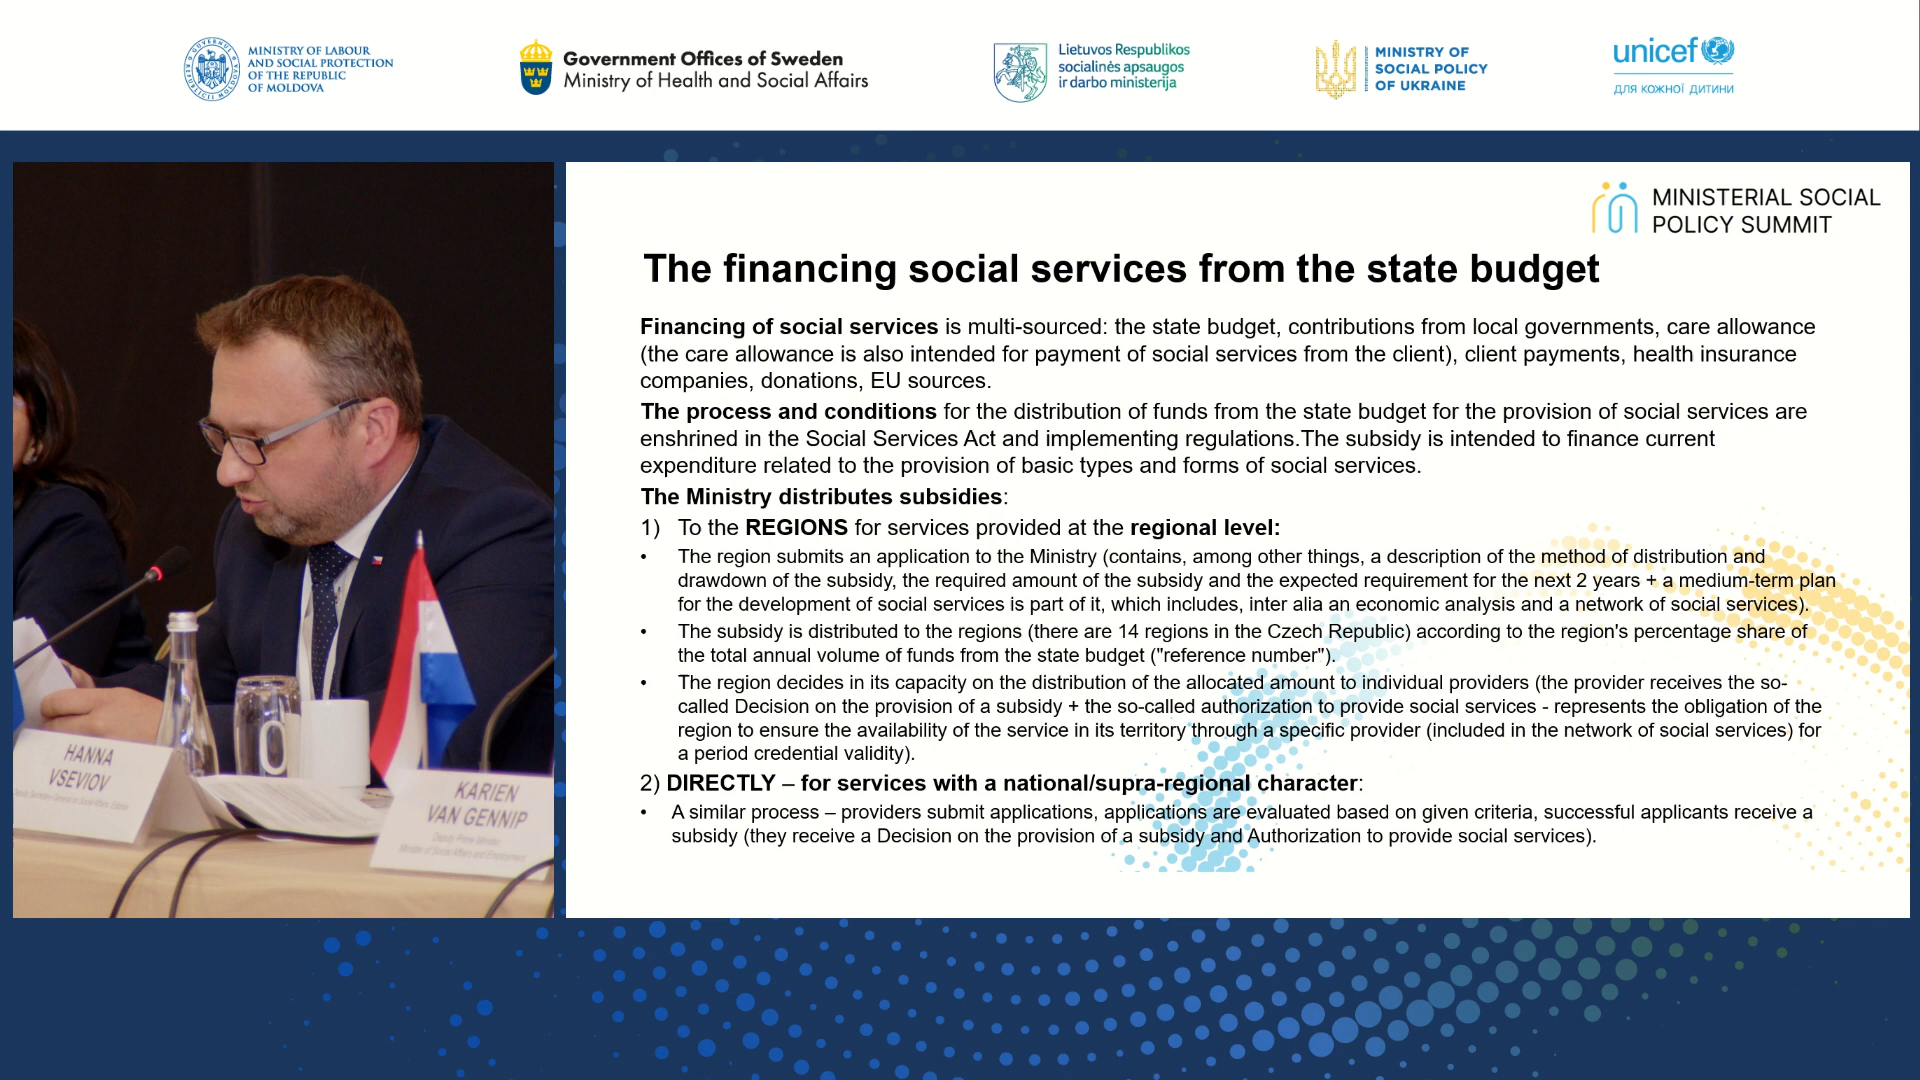 MINISTRY OF LABOUR
AND SOCIAL PROTECTION
OF THE REPUBLIC
OF MOLDOVA
Government Offices of Sweden
Ministry of Health and Social Affairs
Lietuvos Respublikos
socialinės apsaugos
ir darbo ministerija
MINISTRY OF
SOCIAL POLICY
OF UKRAINE
unicef
ДЛЯ КОЖНОЇ ДИТИНИ
MINISTERIAL SOCIAL
POLICY SUMMIT
The financing social services from the state budget
Financing of social services is multi-sourced: the state budget, contributions from local governments, care allowance
(the care allowance is also intended for payment of social services from the client), client payments, health insurance
companies, donations, EU sources.
The process and conditions for the distribution of funds from the state budget for the provision of social services are
enshrined in the Social Services Act and implementing regulations.The subsidy is intended to finance current
expenditure related to the provision of basic types and forms of social services.
The Ministry distributes subsidies:
1) To the REGIONS for services provided at the regional level:
• The region submits an application to the Ministry (contains, among other things, a description of the method of distribution and
drawdown of the subsidy, the required amount of the subsidy and the expected requirement for the next 2 years + a medium-term plan
for the development of social services is part of it, which includes, inter alia an economic analysis and a network of social services).
• The subsidy is distributed to the regions (there are 14 regions in the Czech Republic) according to the region's percentage share of
the total annual volume of funds from the state budget ("reference number").
• The region decides in its capacity on the distribution of the allocated amount to individual providers (the provider receives the so-
called Decision on the provision of a subsidy + the so-called authorization to provide social services - represents the obligation of the
region to ensure the availability of the service in its territory through a specific provider (included in the network of social services) for
a period credential validity).
2) DIRECTLY – for services with a national/supra-regional character:
• A similar process – providers submit applications, applications are evaluated based on given criteria, successful applicants receive a
subsidy (they receive a Decision on the provision of a subsidy and Authorization to provide social services).
HANNA
VSEVIOV
KARIEN
VAN GENNIP
Deputy Prime Minister
Minister of Social Affairs and Employment